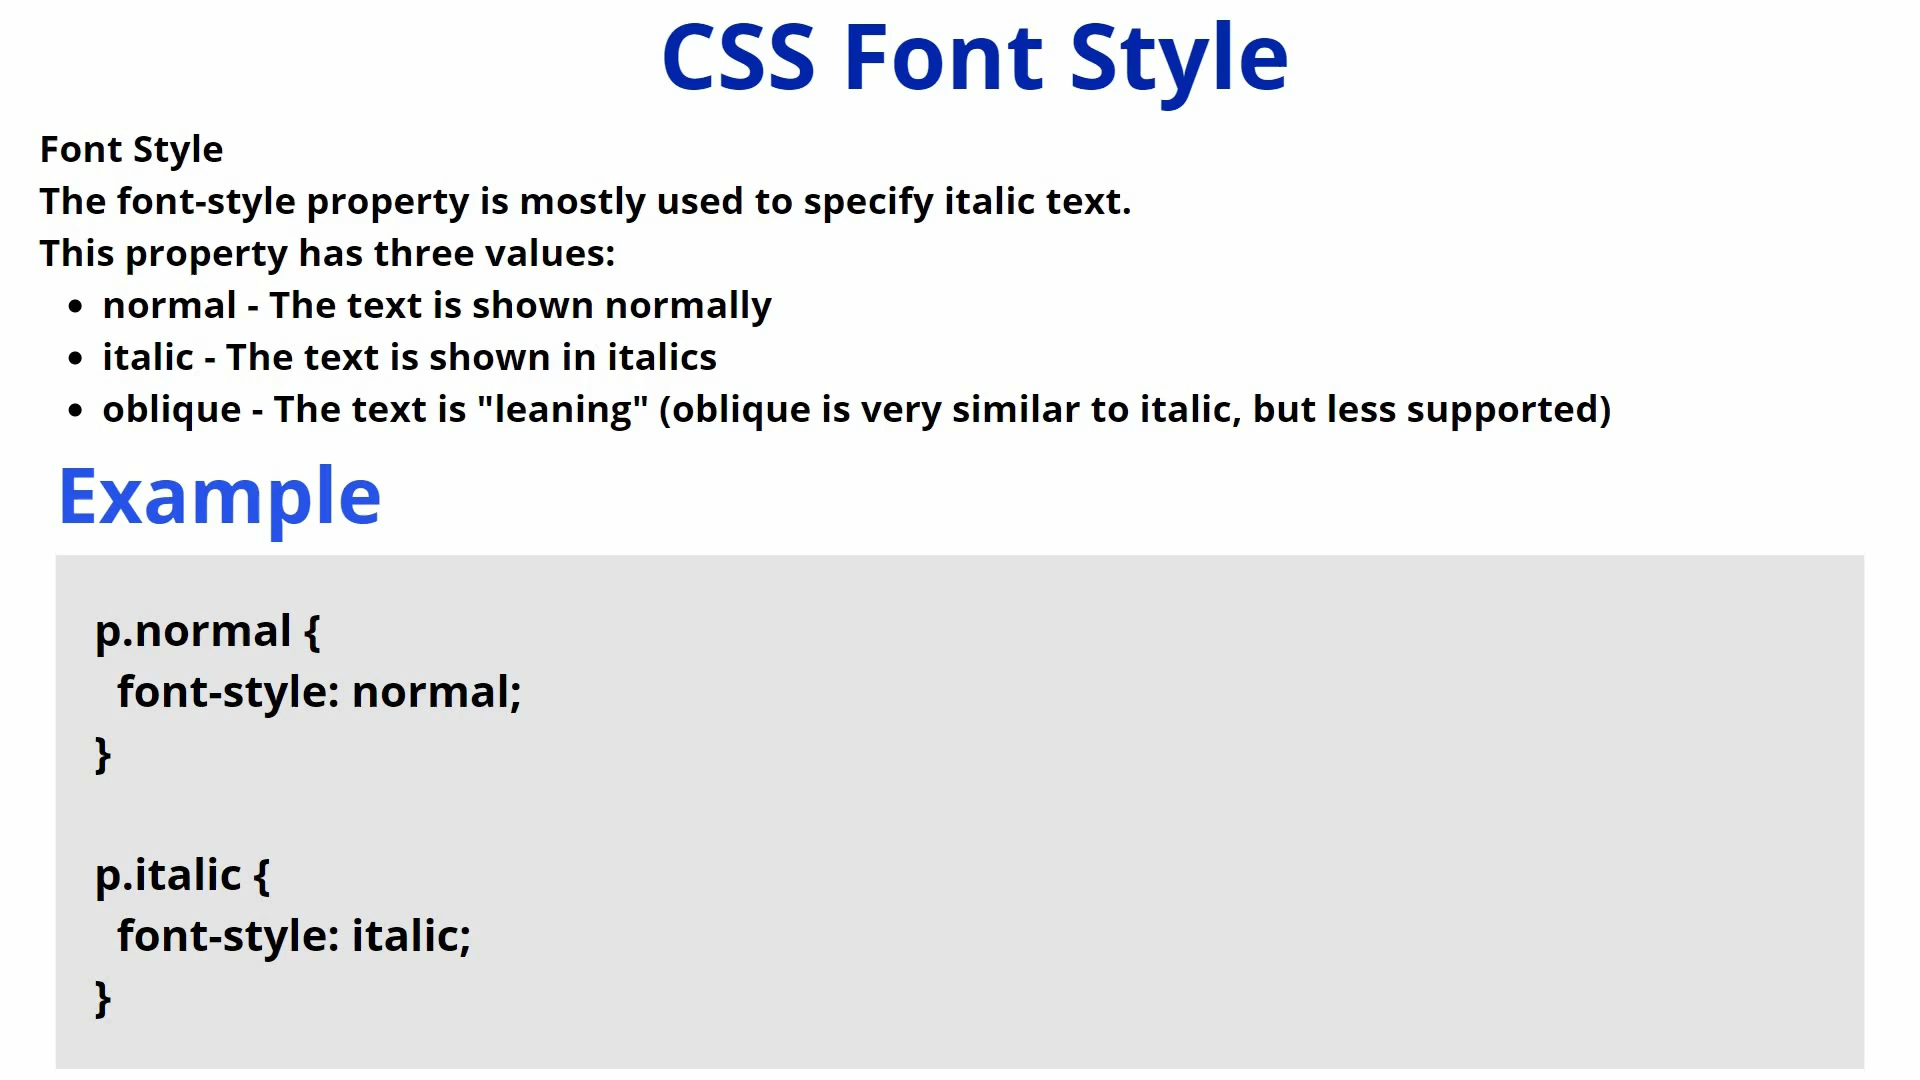 CSS Font Style
Font Style
The font-style property is mostly used to specify italic text.
This property has three values:
• normal - The text is shown normally
• italic - The text is shown in italics
• oblique - The text is "leaning" (oblique is very similar to italic, but less supported)
Example
p.normal {
  font-style: normal;
}
p.italic {
  font-style: italic;
}